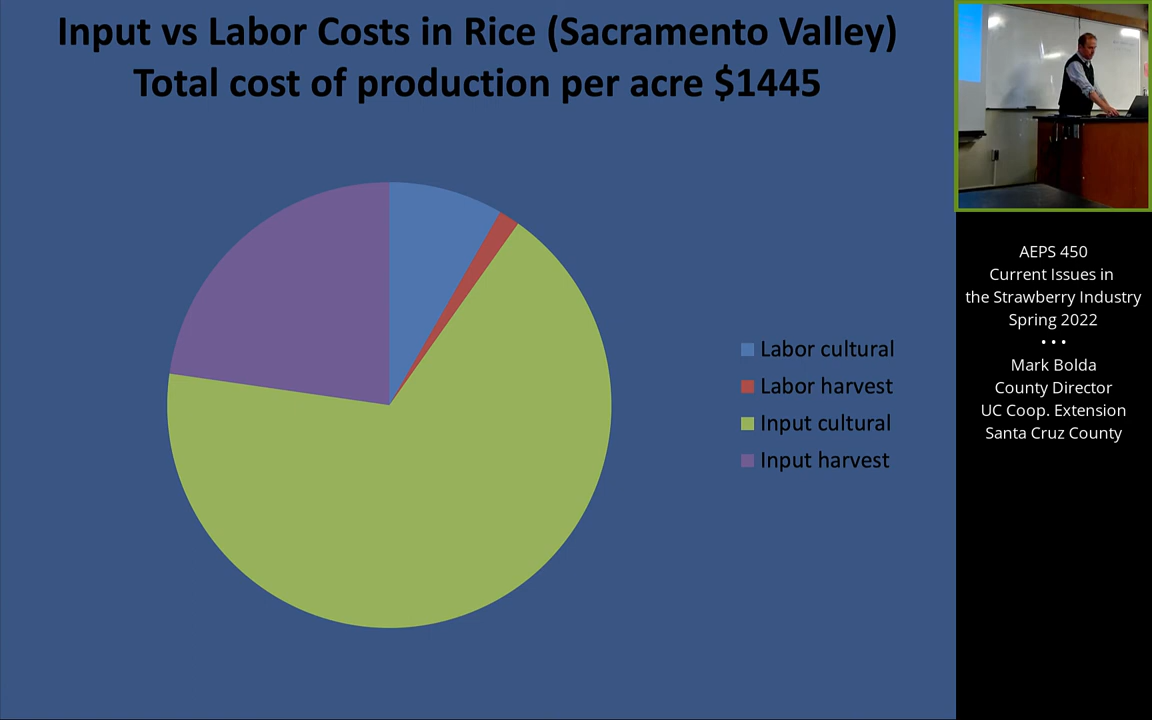 Input vs Labor Costs in Rice (Sacramento Valley)
Total cost of production per acre $1445
Labor cultural
Labor harvest
Input cultural
Input harvest
AEPS 450
Current Issues in
the Strawberry Industry
Spring 2022
• • •
Mark Bolda
County Director
UC Coop. Extension
Santa Cruz County